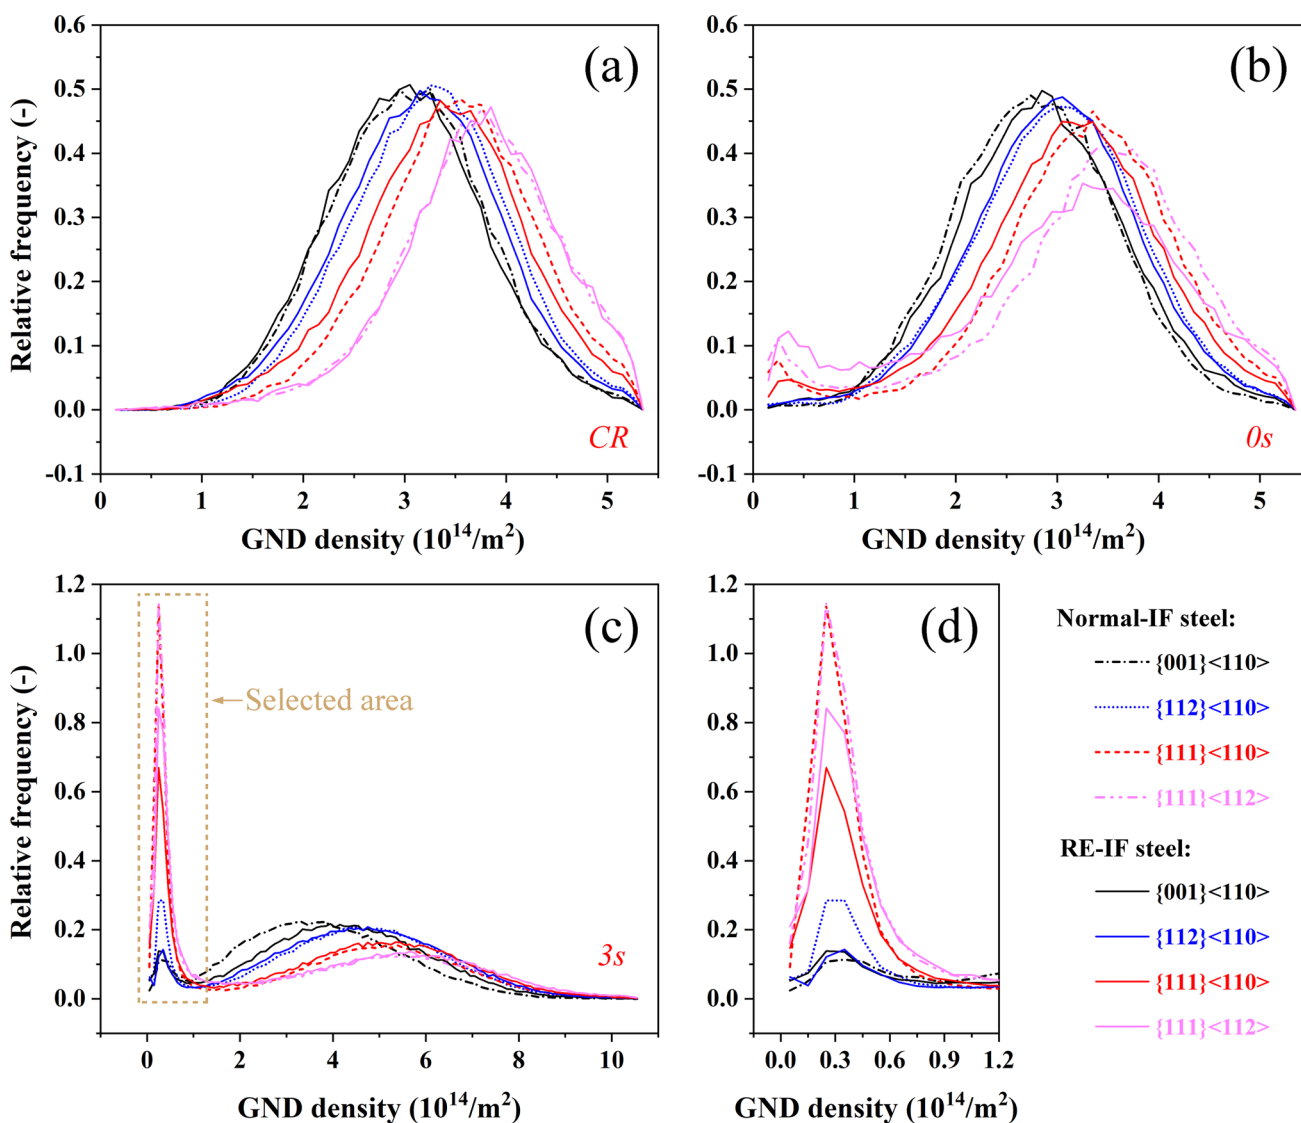 0.6
0.5
0.4
0.3
0.2
0.1
0.0
-0.1
Relative frequency (-)
(a)
CR
0 1 2 3 4 5
GND density (10¹⁴/m²)
0.6
0.5
0.4
0.3
0.2
0.1
0.0
-0.1
(b)
0s
0 1 2 3 4 5
GND density (10¹⁴/m²)
1.2
1.0
0.8
0.6
0.4
0.2
0.0
Relative frequency (-)
(c)
Selected area
3s
0 2 4 6 8 10
GND density (10¹⁴/m²)
1.2
1.0
0.8
0.6
0.4
0.2
0.0
(d)
0.0 0.3 0.6 0.9 1.2
GND density (10¹⁴/m²)
Normal-IF steel:
{001}<110>
{112}<110>
{111}<110>
{111}<112>
RE-IF steel:
{001}<110>
{112}<110>
{111}<110>
{111}<112>